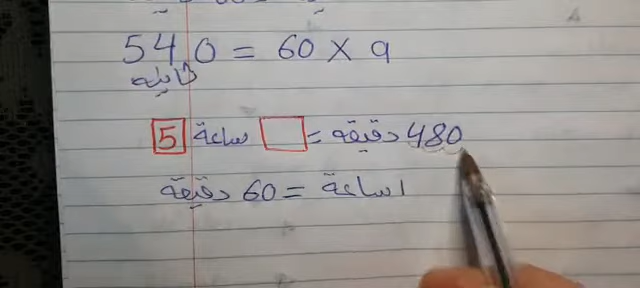 540 = 60 × 9
ثانية
480 دقيقة = ساعة 5
1 ساعة = 60 دقيقة